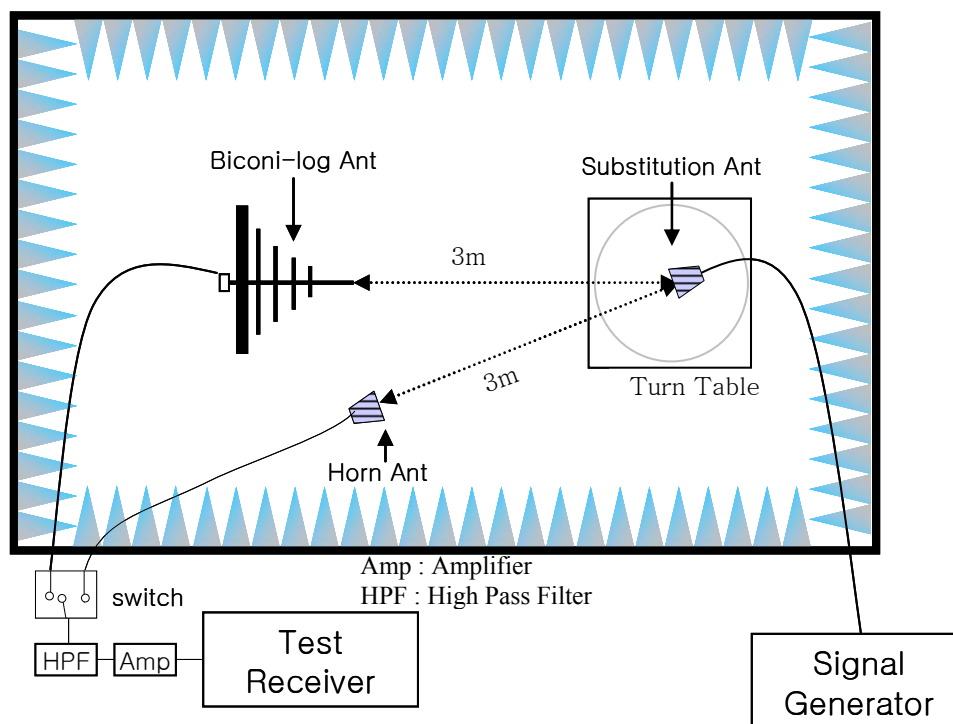 Biconi-log Ant
Substitution Ant
3m
3m
Turn Table
Horn Ant
Amp : Amplifier
HPF : High Pass Filter
switch
HPF
Amp
Test
Receiver
Signal
Generator